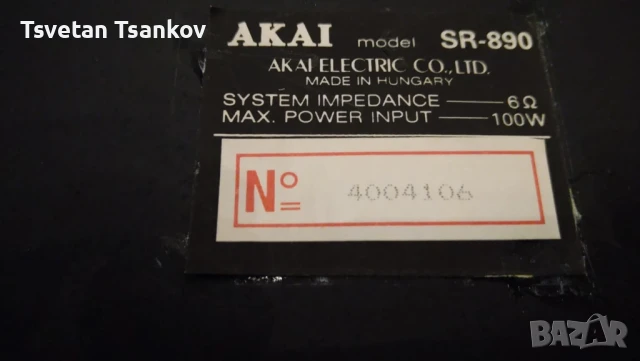 Tsvetan Tsankov
AKAI model SR-890
AKAI ELECTRIC CO., LTD.
MADE IN HUNGARY
SYSTEM IMPEDANCE 6Ω
MAX. POWER INPUT 100W
Nº 4004106
BAZAR